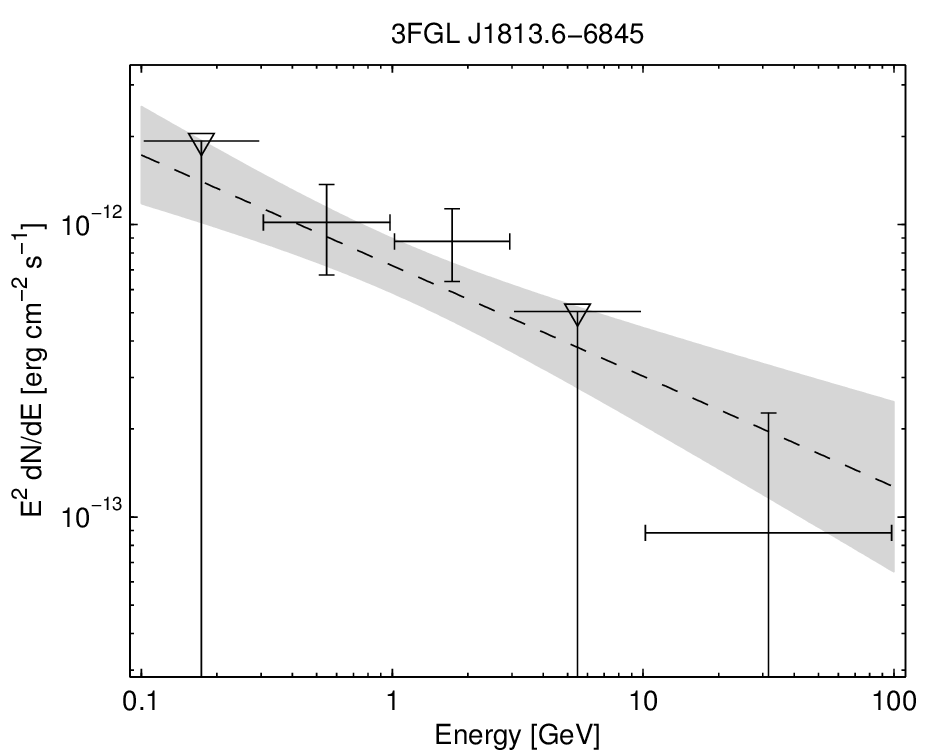 3FGL J1813.6−6845
E² dN/dE [erg cm⁻² s⁻¹]
10⁻¹²
10⁻¹³
0.1 1 10 100
Energy [GeV]